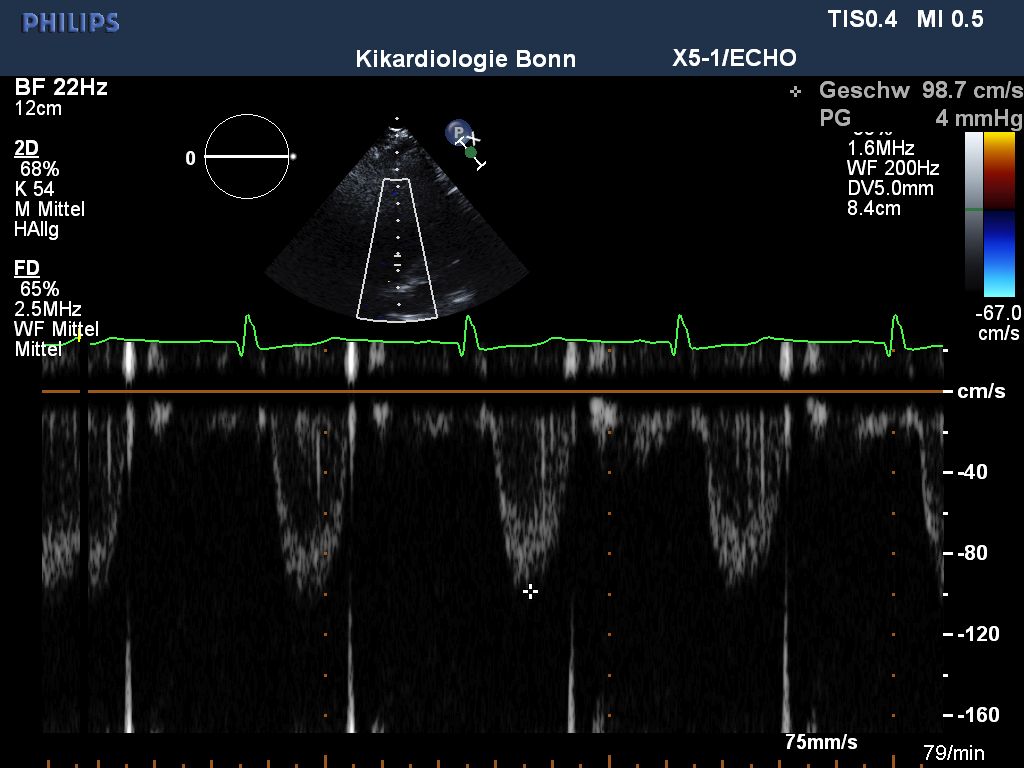 PHILIPS
TIS0.4 MI 0.5
Kikardiologie Bonn
X5-1/ECHO
BF 22Hz
12cm
2D
68%
K 54
M Mittel
HAllg
FD
65%
2.5MHz
WF Mittel
Mittel
0
P
X
Geschw 98.7 cm/s
PG 4 mmHg
1.6MHz
WF 200Hz
DV5.0mm
8.4cm
-67.0
cm/s
cm/s
-40
-80
-120
-160
75mm/s
79/min